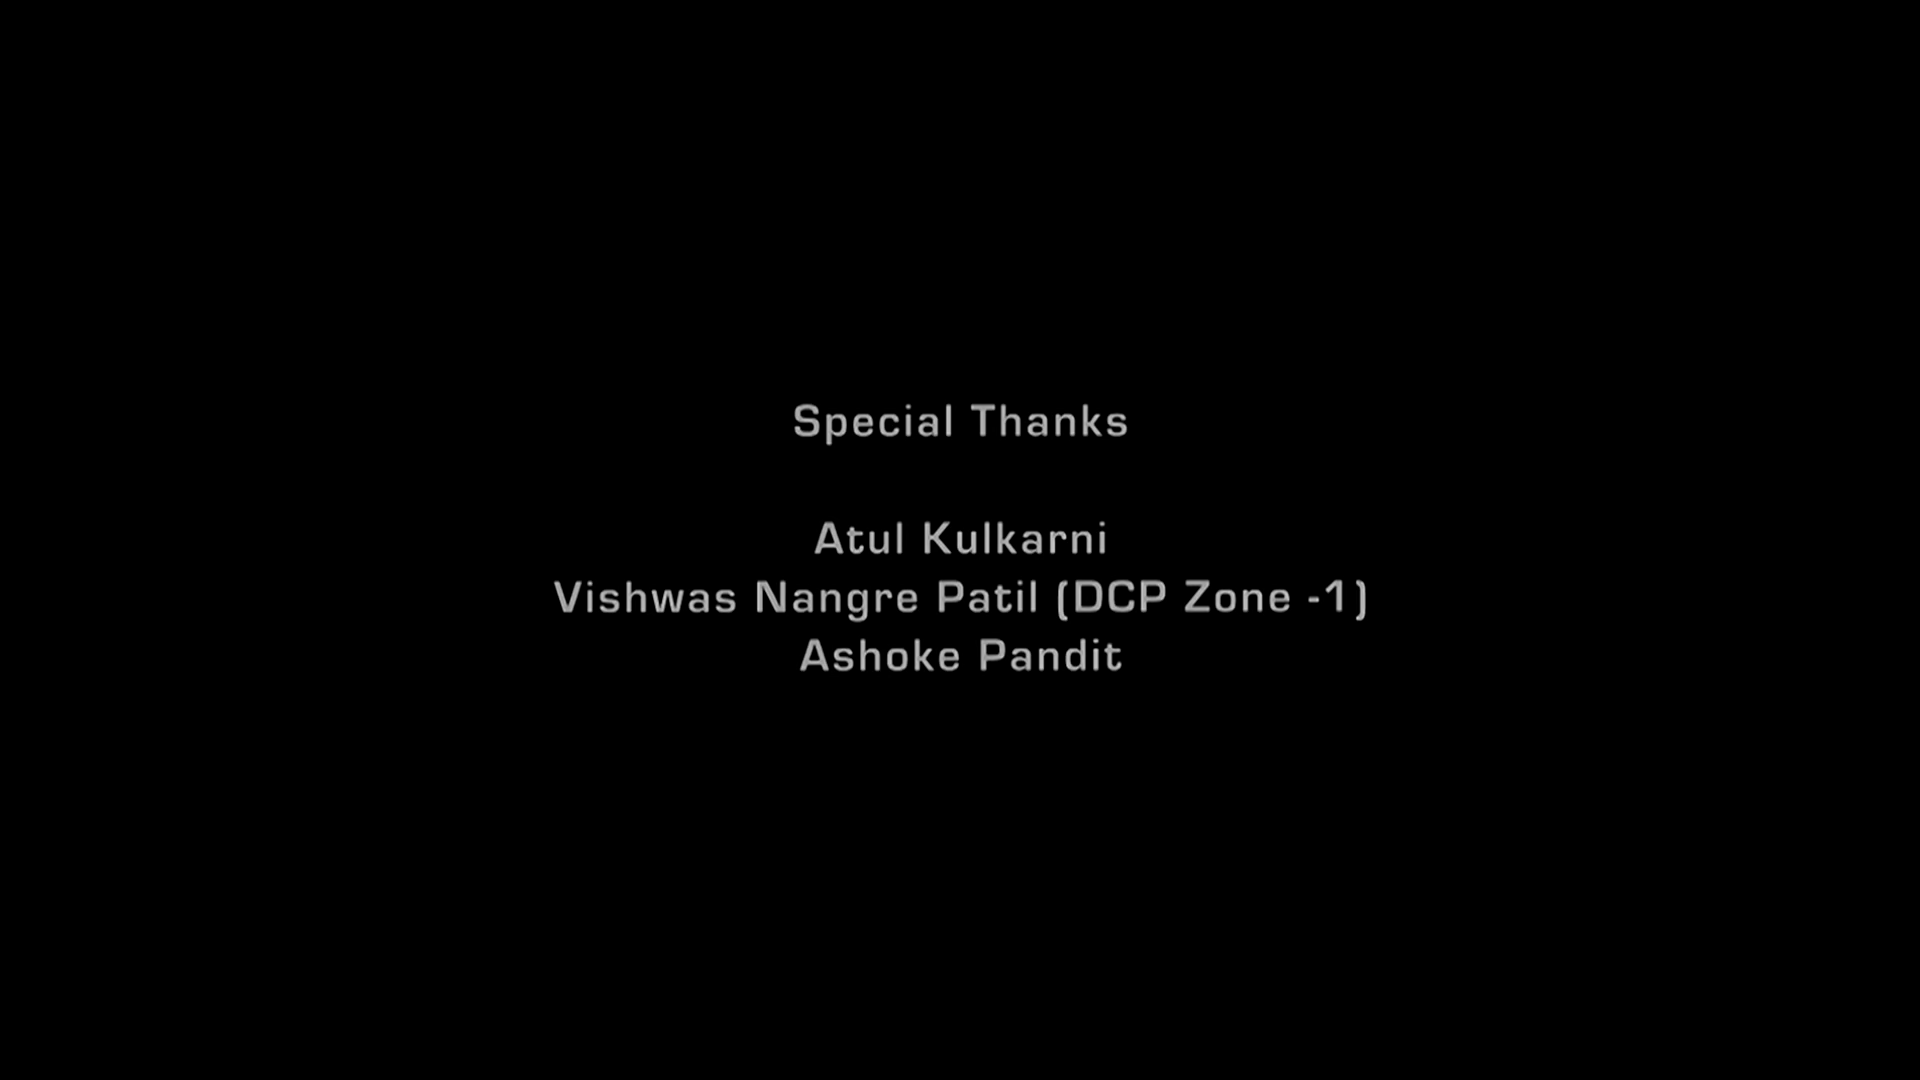 Special Thanks
Atul Kulkarni
Vishwas Nangre Patil (DCP Zone -1)
Ashoke Pandit